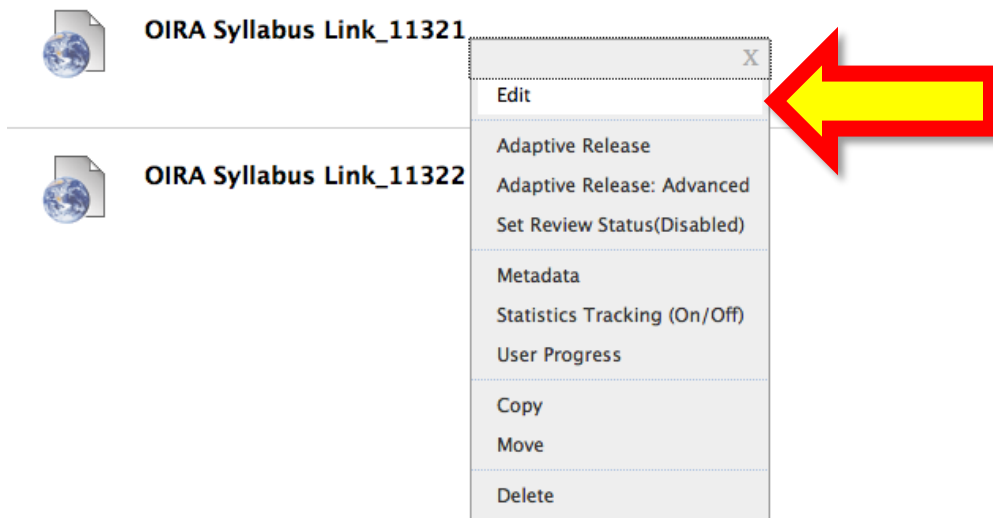 OIRA Syllabus Link_11321
X
Edit
Adaptive Release
OIRA Syllabus Link_11322
Adaptive Release: Advanced
Set Review Status(Disabled)
Metadata
Statistics Tracking (On/Off)
User Progress
Copy
Move
Delete